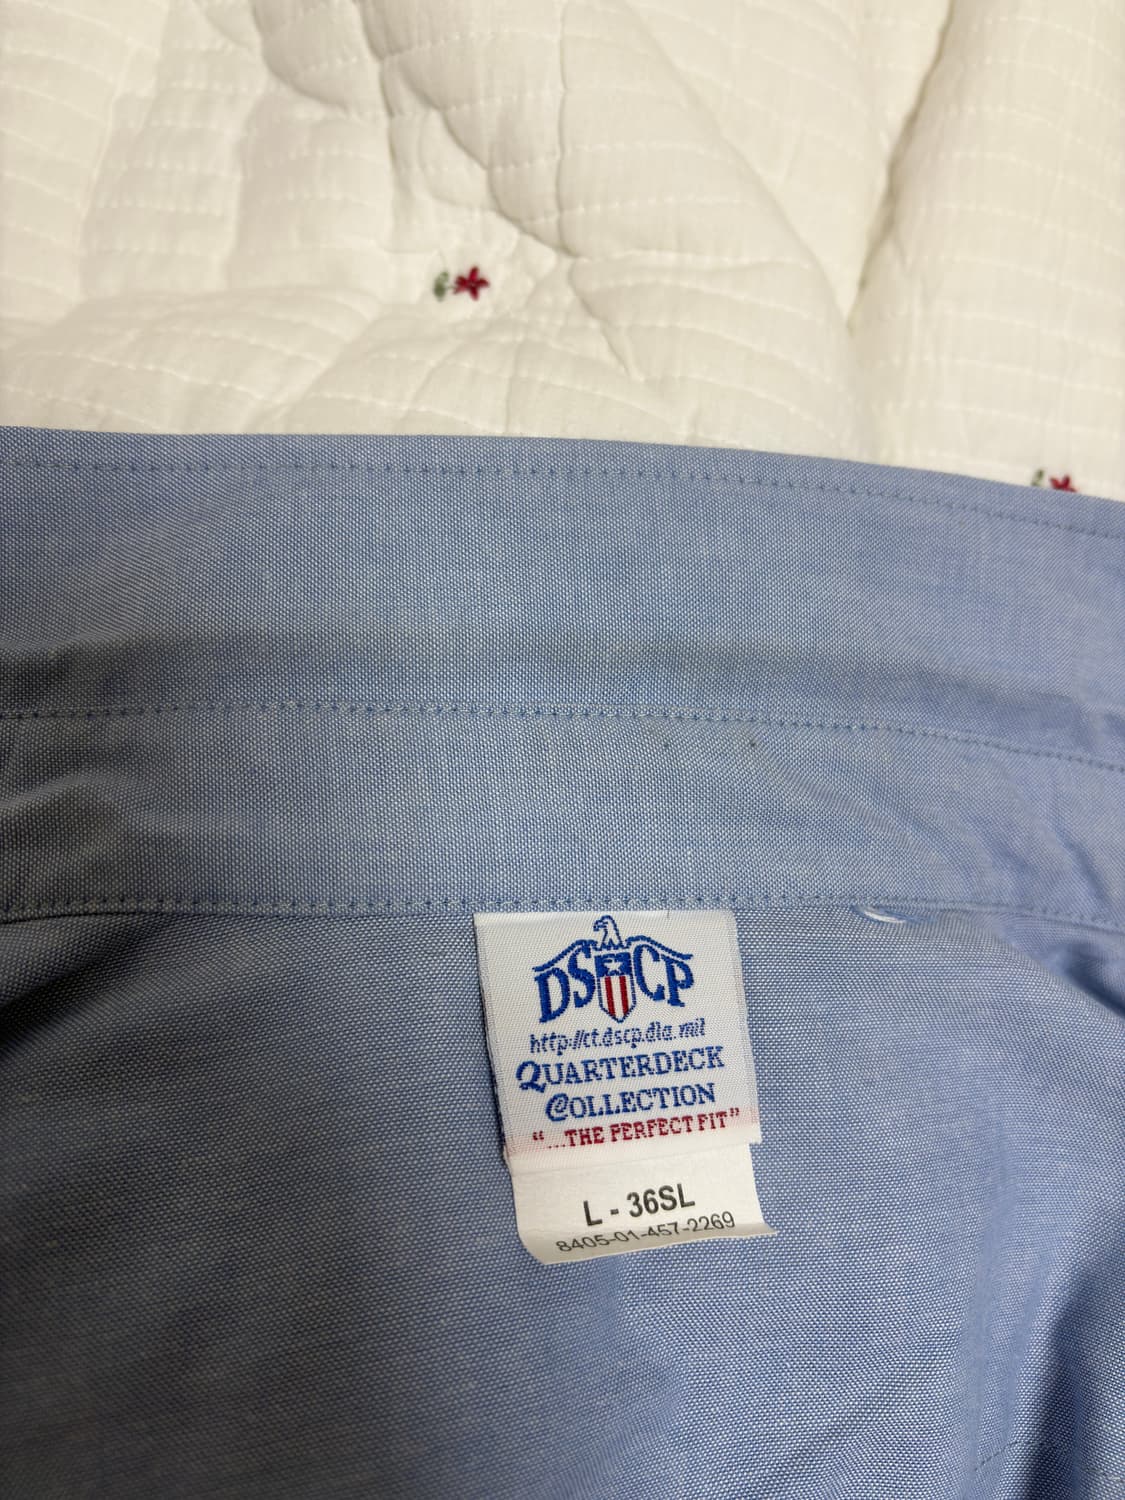 DSCP
http://ct.dscp.dla.mil
QUARTERDECK
COLLECTION
"...THE PERFECT FIT"
L - 36SL
8405-01-457-2269